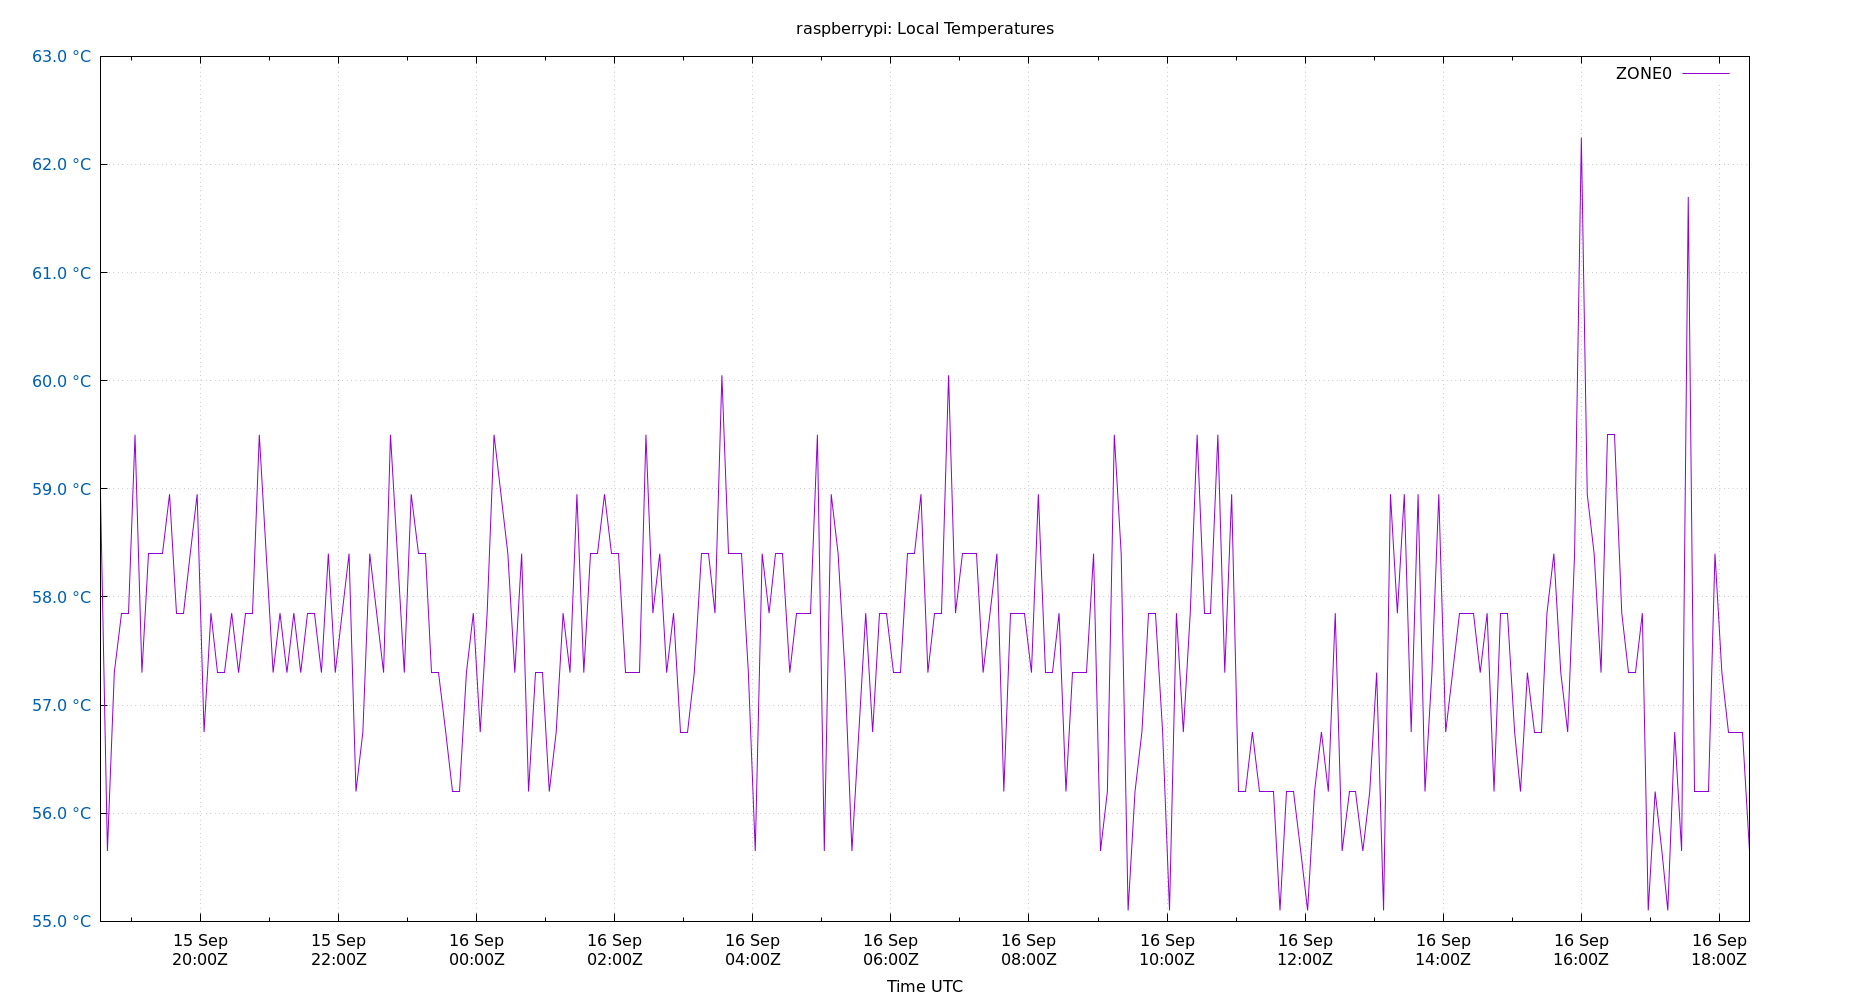 raspberrypi: Local Temperatures
63.0 °C
ZONE0
62.0 °C
61.0 °C
60.0 °C
59.0 °C
58.0 °C
57.0 °C
56.0 °C
55.0 °C
15 Sep 15 Sep 16 Sep 16 Sep 16 Sep 16 Sep 16 Sep 16 Sep 16 Sep 16 Sep 16 Sep 16 Sep
20:00Z 22:00Z 00:00Z 02:00Z 04:00Z 06:00Z 08:00Z 10:00Z 12:00Z 14:00Z 16:00Z 18:00Z
Time UTC